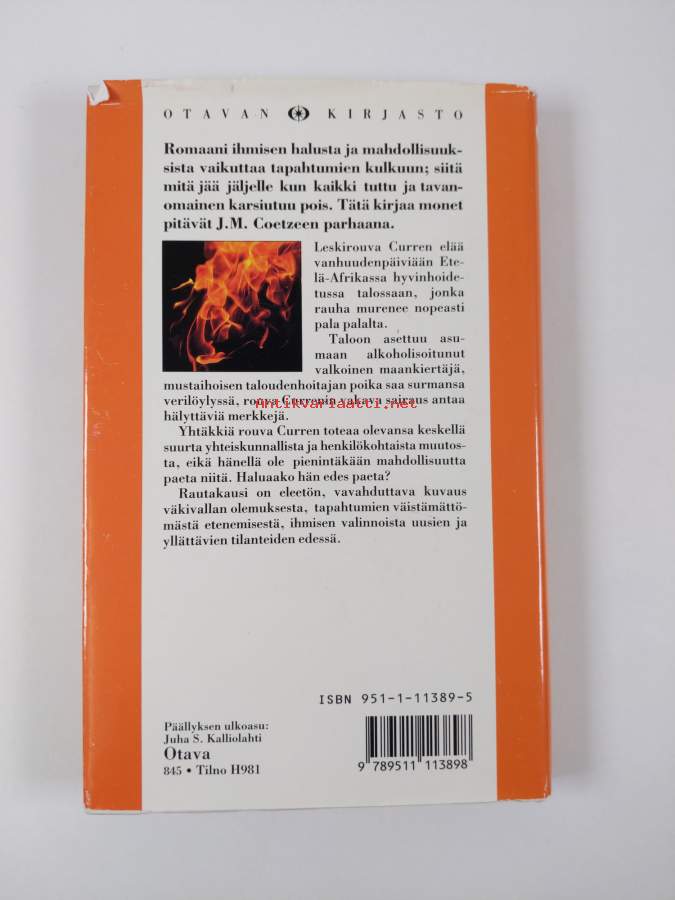 OTAVAN KIRJASTO
Romaani ihmisen halusta ja mahdollisuuk-
sista vaikuttaa tapahtumien kulkuun; siitä
mitä jää jäljelle kun kaikki tuttu ja tavan-
omainen karsiutuu pois. Tätä kirjaa monet
pitävät J.M. Coetzeen parhaana.
Leskirouva Curren elää
vanhuudenpäiviään Ete-
lä-Afrikassa hyvinhoide-
tussa talossaan, jonka
rauha murenee nopeasti
pala palalta.
Taloon asettuu asu-
maan alkoholisoitunut
valkoinen maankiertäjä,
mustaihoisen taloudenhoitajan poika saa surmansa
verilöylyssä, rouva Currenin vakava sairaus antaa
antikvariaatti.net
hälyttäviä merkkejä.
Yhtäkkiä rouva Curren toteaa olevansa keskellä
suurta yhteiskunnallista ja henkilökohtaista muutos-
ta, eikä hänellä ole pienintäkään mahdollisuutta
paeta niitä. Haluaako hän edes paeta?
Rautakausi on eleetön, vavahduttava kuvaus
väkivallan olemuksesta, tapahtumien väistämättö-
mästä etenemisestä, ihmisen valinnoista uusien ja
yllättävien tilanteiden edessä.
ISBN 951-1-11389-5
Päällyksen ulkoasu:
Juha S. Kalliolahti
Otava
845 • Tilno H981
9 789511 113898